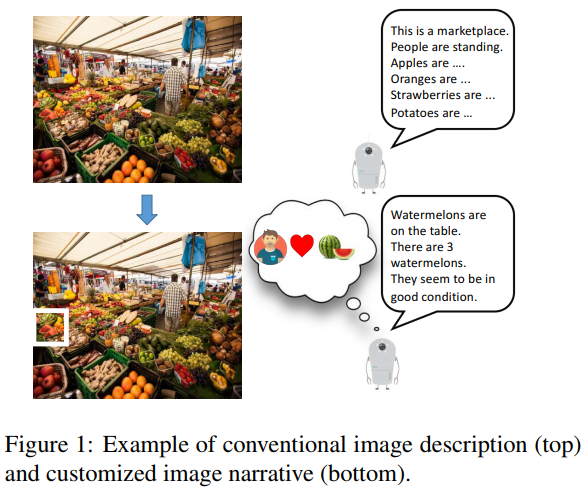 This is a marketplace.
People are standing.
Apples are ....
Oranges are ...
Strawberries are ...
Potatoes are ...
Watermelons are
on the table.
There are 3
watermelons.
They seem to be in
good condition.
Figure 1: Example of conventional image description (top)
and customized image narrative (bottom).